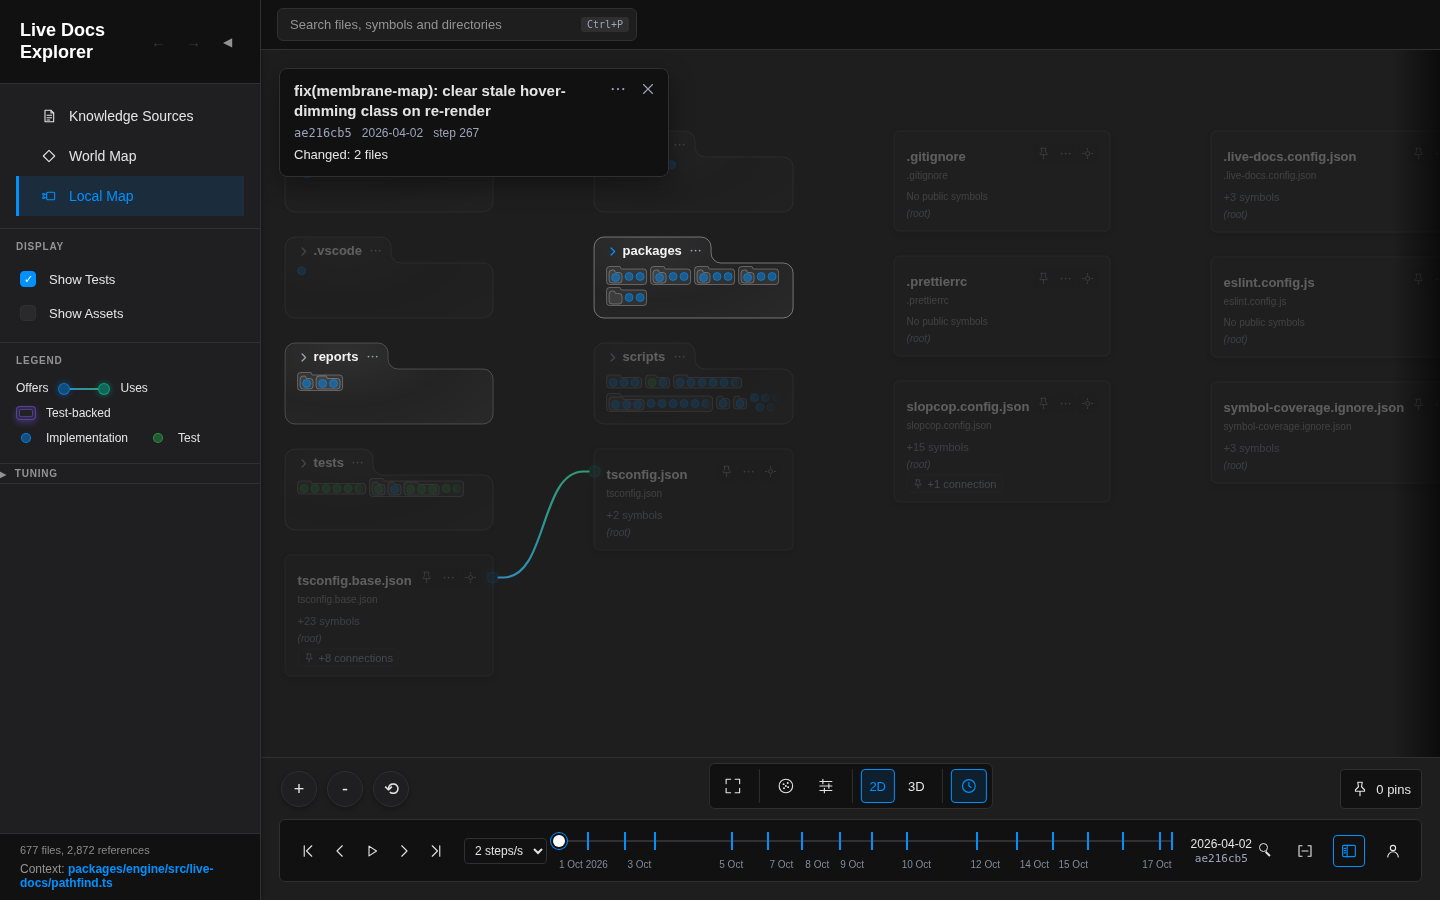 Live Docs
Explorer
Search files, symbols and directories
Ctrl+P
Knowledge Sources
World Map
Local Map
DISPLAY
Show Tests
Show Assets
LEGEND
Offers
Uses
Test-backed
Implementation
Test
TUNING
677 files, 2,872 references
Context: packages/engine/src/live-
docs/pathfind.ts
fix(membrane-map): clear stale hover-
dimming class on re-render
ae216cb5 2026-04-02 step 267
Changed: 2 files
.vscode
reports
tests
tsconfig.base.json
tsconfig.base.json
+23 symbols
(root)
+8 connections
packages
scripts
tsconfig.json
tsconfig.json
+2 symbols
(root)
.gitignore
.gitignore
No public symbols
(root)
.prettierrc
.prettierrc
No public symbols
(root)
slopcop.config.json
slopcop.config.json
+15 symbols
(root)
+1 connection
.live-docs.config.json
.live-docs.config.json
+3 symbols
(root)
eslint.config.js
eslint.config.js
No public symbols
(root)
symbol-coverage.ignore.json
symbol-coverage.ignore.json
+3 symbols
(root)
+
-
2D
3D
0 pins
2 steps/s
1 Oct 2026
3 Oct
5 Oct
7 Oct
8 Oct
9 Oct
10 Oct
12 Oct
14 Oct
15 Oct
17 Oct
2026-04-02
ae216cb5